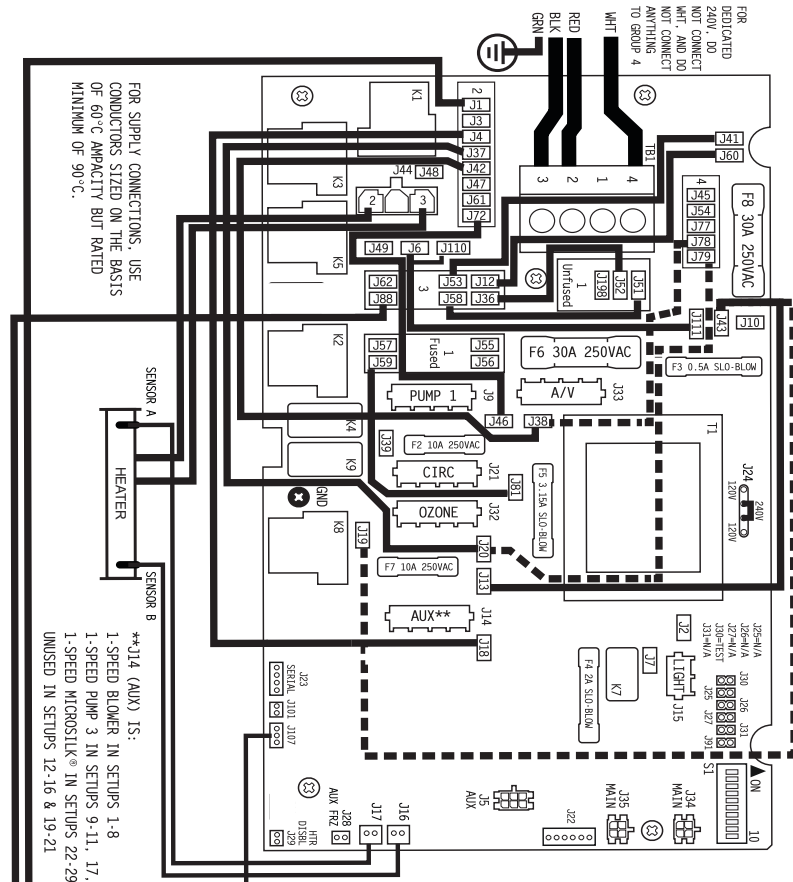 FOR
DEDICATED
240V, DO
NOT CONNECT
WHT, AND DO
NOT CONNECT
ANYTHING
TO GROUP 4
WHT
RED
BLK
GRN
TB1
3
2
1
4
K1
2
J1
J3
J4
J37
J42
J47
J61
J72
J44
J48
K3
K5
2
3
J41
J60
4
J45
J54
J77
J78
J79
F8 30A 250VAC
J49
J6
J110
J62
J88
3
J53
J12
J58
J36
Unfused
1
J198
J52
J51
J111
J43
J10
K2
J57
J59
Fused
1
J55
J56
F6 30A 250VAC
F3 0.5A SLO-BLOW
PUMP 1
J9
A/V
J33
J46
J38
T1
K4
K9
J39
F2 10A 250VAC
CIRC
J21
J81
F5 3.15A SLO-BLOW
J24
120V
240V
120V
GND
OZONE
J32
K8
J19
F7 10A 250VAC
J20
J13
AUX**
J14
J18
J2
J25=N/A
J26=N/A
J27=N/A
J30=TEST
J31=N/A
LIGHT
J15
J7
K7
F4 2A SLO-BLOW
J30
J26
J31
J25
J27
J91
J23
SERIAL
J101
J107
S1
ON
10
J5
AUX
J22
J35
MAIN
J34
MAIN
J29
HTR
DISBL
J28
AUX FRZ
J17
J16
FOR SUPPLY CONNECTIONS, USE
CONDUCTORS SIZED ON THE BASIS
OF 60°C AMPACITY BUT RATED
MINIMUM OF 90°C.
SENSOR A
HEATER
SENSOR B
**J14 (AUX) IS:
1-SPEED BLOWER IN SETUPS 1-8
1-SPEED PUMP 3 IN SETUPS 9-11, 17,
1-SPEED MICROSILK® IN SETUPS 22-29
UNUSED IN SETUPS 12-16 & 19-21